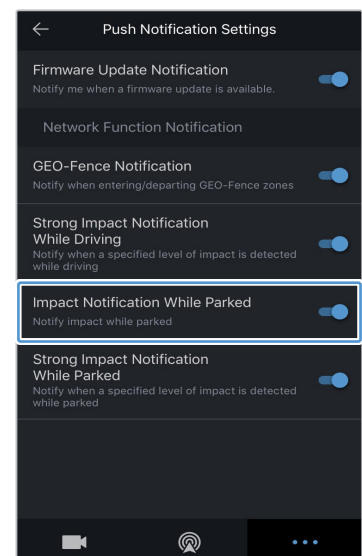 Push Notification Settings
Firmware Update Notification
Notify me when a firmware update is available.
Network Function Notification
GEO-Fence Notification
Notify when entering/departing GEO-Fence zones
Strong Impact Notification
While Driving
Notify when a specified level of impact is detected
while driving
Impact Notification While Parked
Notify impact while parked
Strong Impact Notification
While Parked
Notify when a specified level of impact is detected
while parked